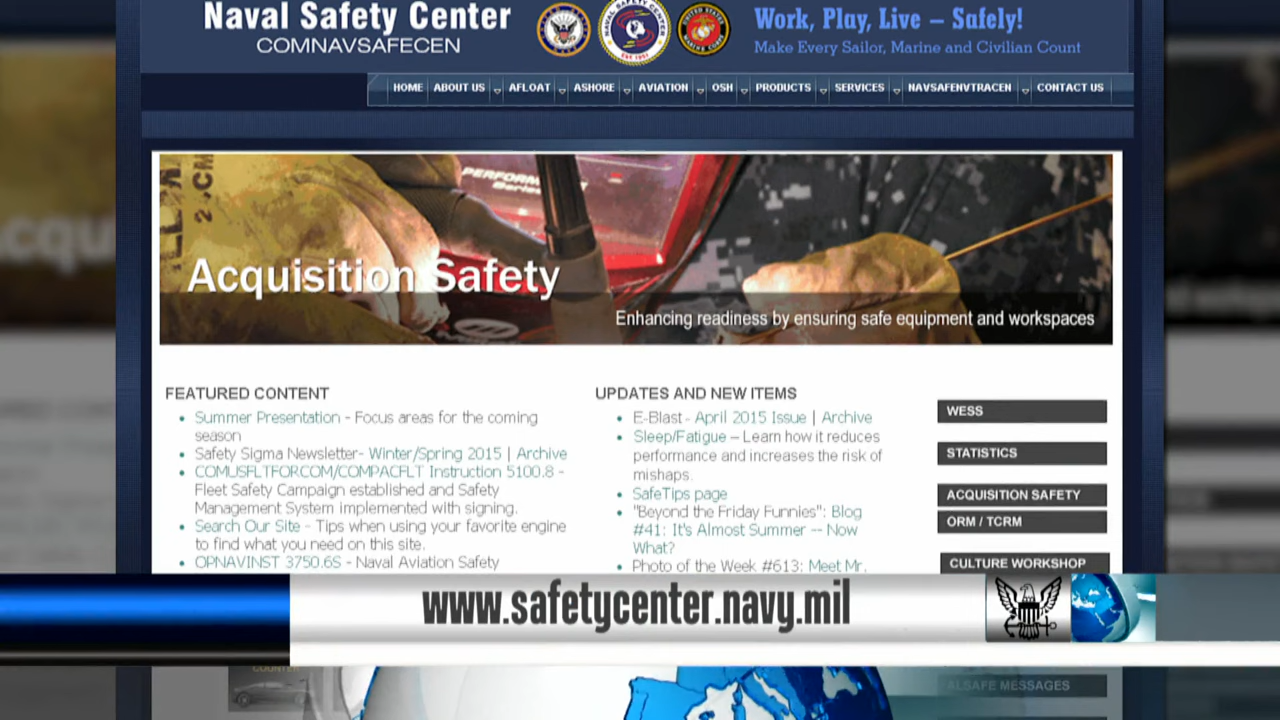 Naval Safety Center
COMNAVSAFECEN
Work, Play, Live – Safely!
Make Every Sailor, Marine and Civilian Count
HOME ABOUT US AFLOAT ASHORE AVIATION OSH PRODUCTS SERVICES NAVSAFENVTRACEN CONTACT US
Acquisition Safety
Enhancing readiness by ensuring safe equipment and workspaces
FEATURED CONTENT
Summer Presentation - Focus areas for the coming
season
Safety Sigma Newsletter- Winter/Spring 2015 | Archive
COMUSFLTFORCOM/COMPACFLT Instruction 5100.8 -
Fleet Safety Campaign established and Safety
Management System implemented with signing.
Search Our Site - Tips when using your favorite engine
to find what you need on this site.
OPNAVINST 3750.6S - Naval Aviation Safety
UPDATES AND NEW ITEMS
E-Blast - April 2015 Issue | Archive
Sleep/Fatigue – Learn how it reduces
performance and increases the risk of
mishaps.
SafeTips page
"Beyond the Friday Funnies": Blog
#41: It's Almost Summer -- Now
What?
Photo of the Week #613: Meet Mr.
WESS
STATISTICS
ACQUISITION SAFETY
ORM / TCRM
CULTURE WORKSHOP
www.safetycenter.navy.mil
COUNTER
ALSAFE MESSAGES